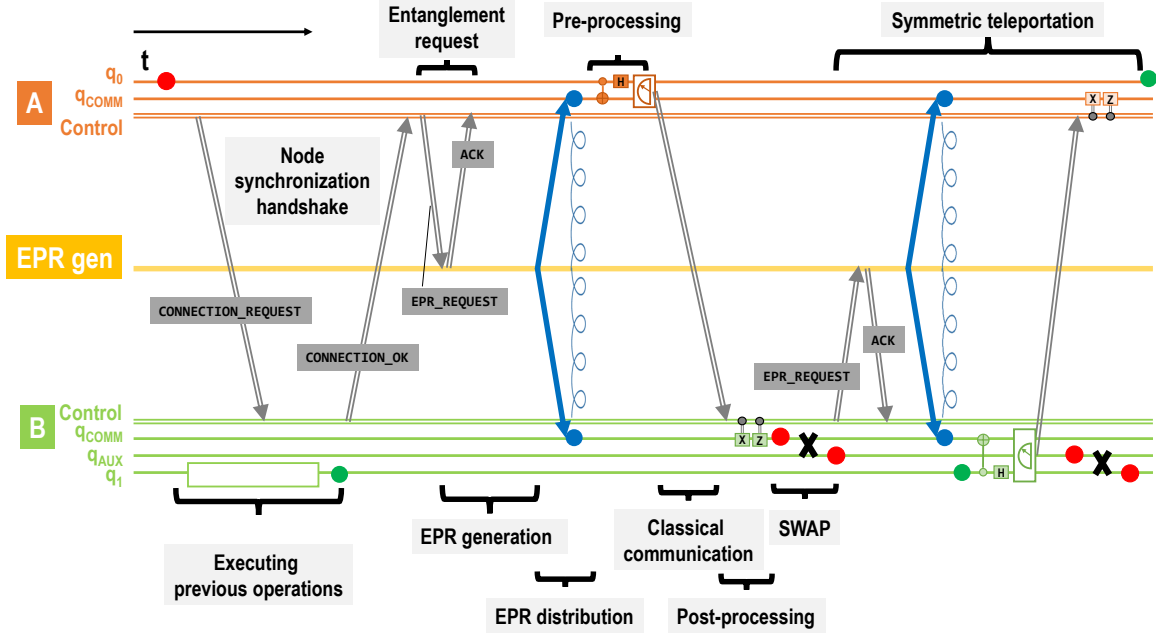 Entanglement
request
Pre-processing
Symmetric teleportation
t
q0
A
qCOMM
H
X Z
Control
Node
synchronization
handshake
ACK
EPR gen
EPR_REQUEST
CONNECTION_REQUEST
CONNECTION_OK
ACK
EPR_REQUEST
Control
B
qCOMM
X Z
qAUX
q1
H
EPR generation
Classical
communication
SWAP
Executing
previous operations
EPR distribution
Post-processing